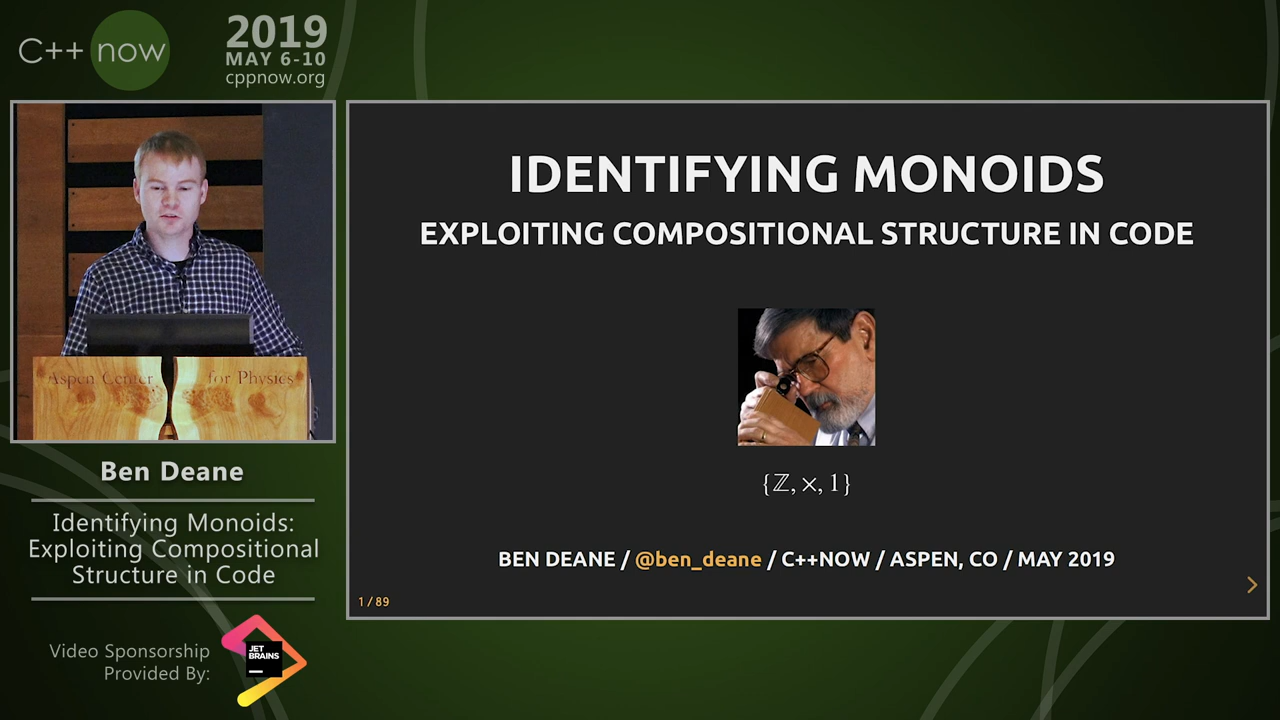 C++ now
2019
MAY 6-10
cppnow.org
Aspen Center for Physics
Ben Deane
Identifying Monoids:
Exploiting Compositional
Structure in Code
Video Sponsorship
Provided By:
JET
BRAINS
IDENTIFYING MONOIDS
EXPLOITING COMPOSITIONAL STRUCTURE IN CODE
{ℤ, ×, 1}
BEN DEANE / @ben_deane / C++NOW / ASPEN, CO / MAY 2019
1 / 89